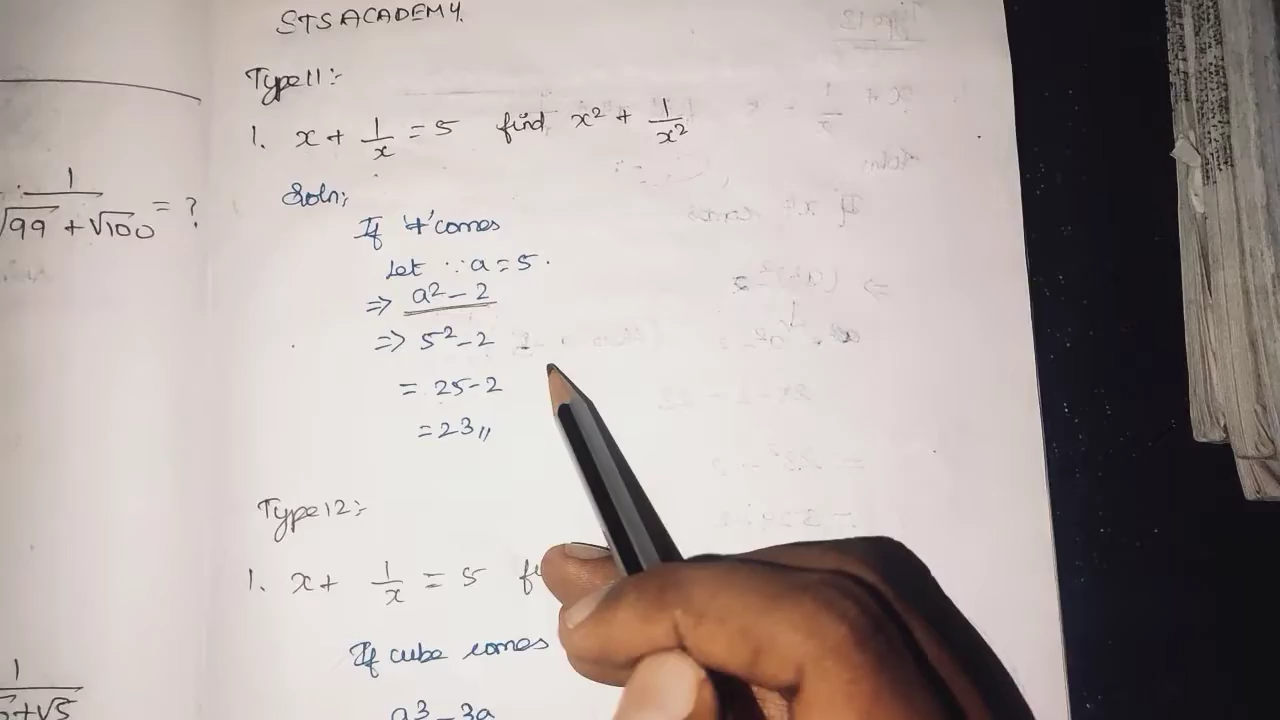 STS ACADEMY.
Type 11:-
1. x + 1/x = 5 find x² + 1/x²
1/(√99 + √100) = ?
Soln;
If '+' comes
Let ∵ a = 5.
⇒ a² - 2
⇒ 5² - 2
= 25 - 2
= 23 //
Type 12:-
1. x + 1/x = 5
If cube comes
a³ - 3a